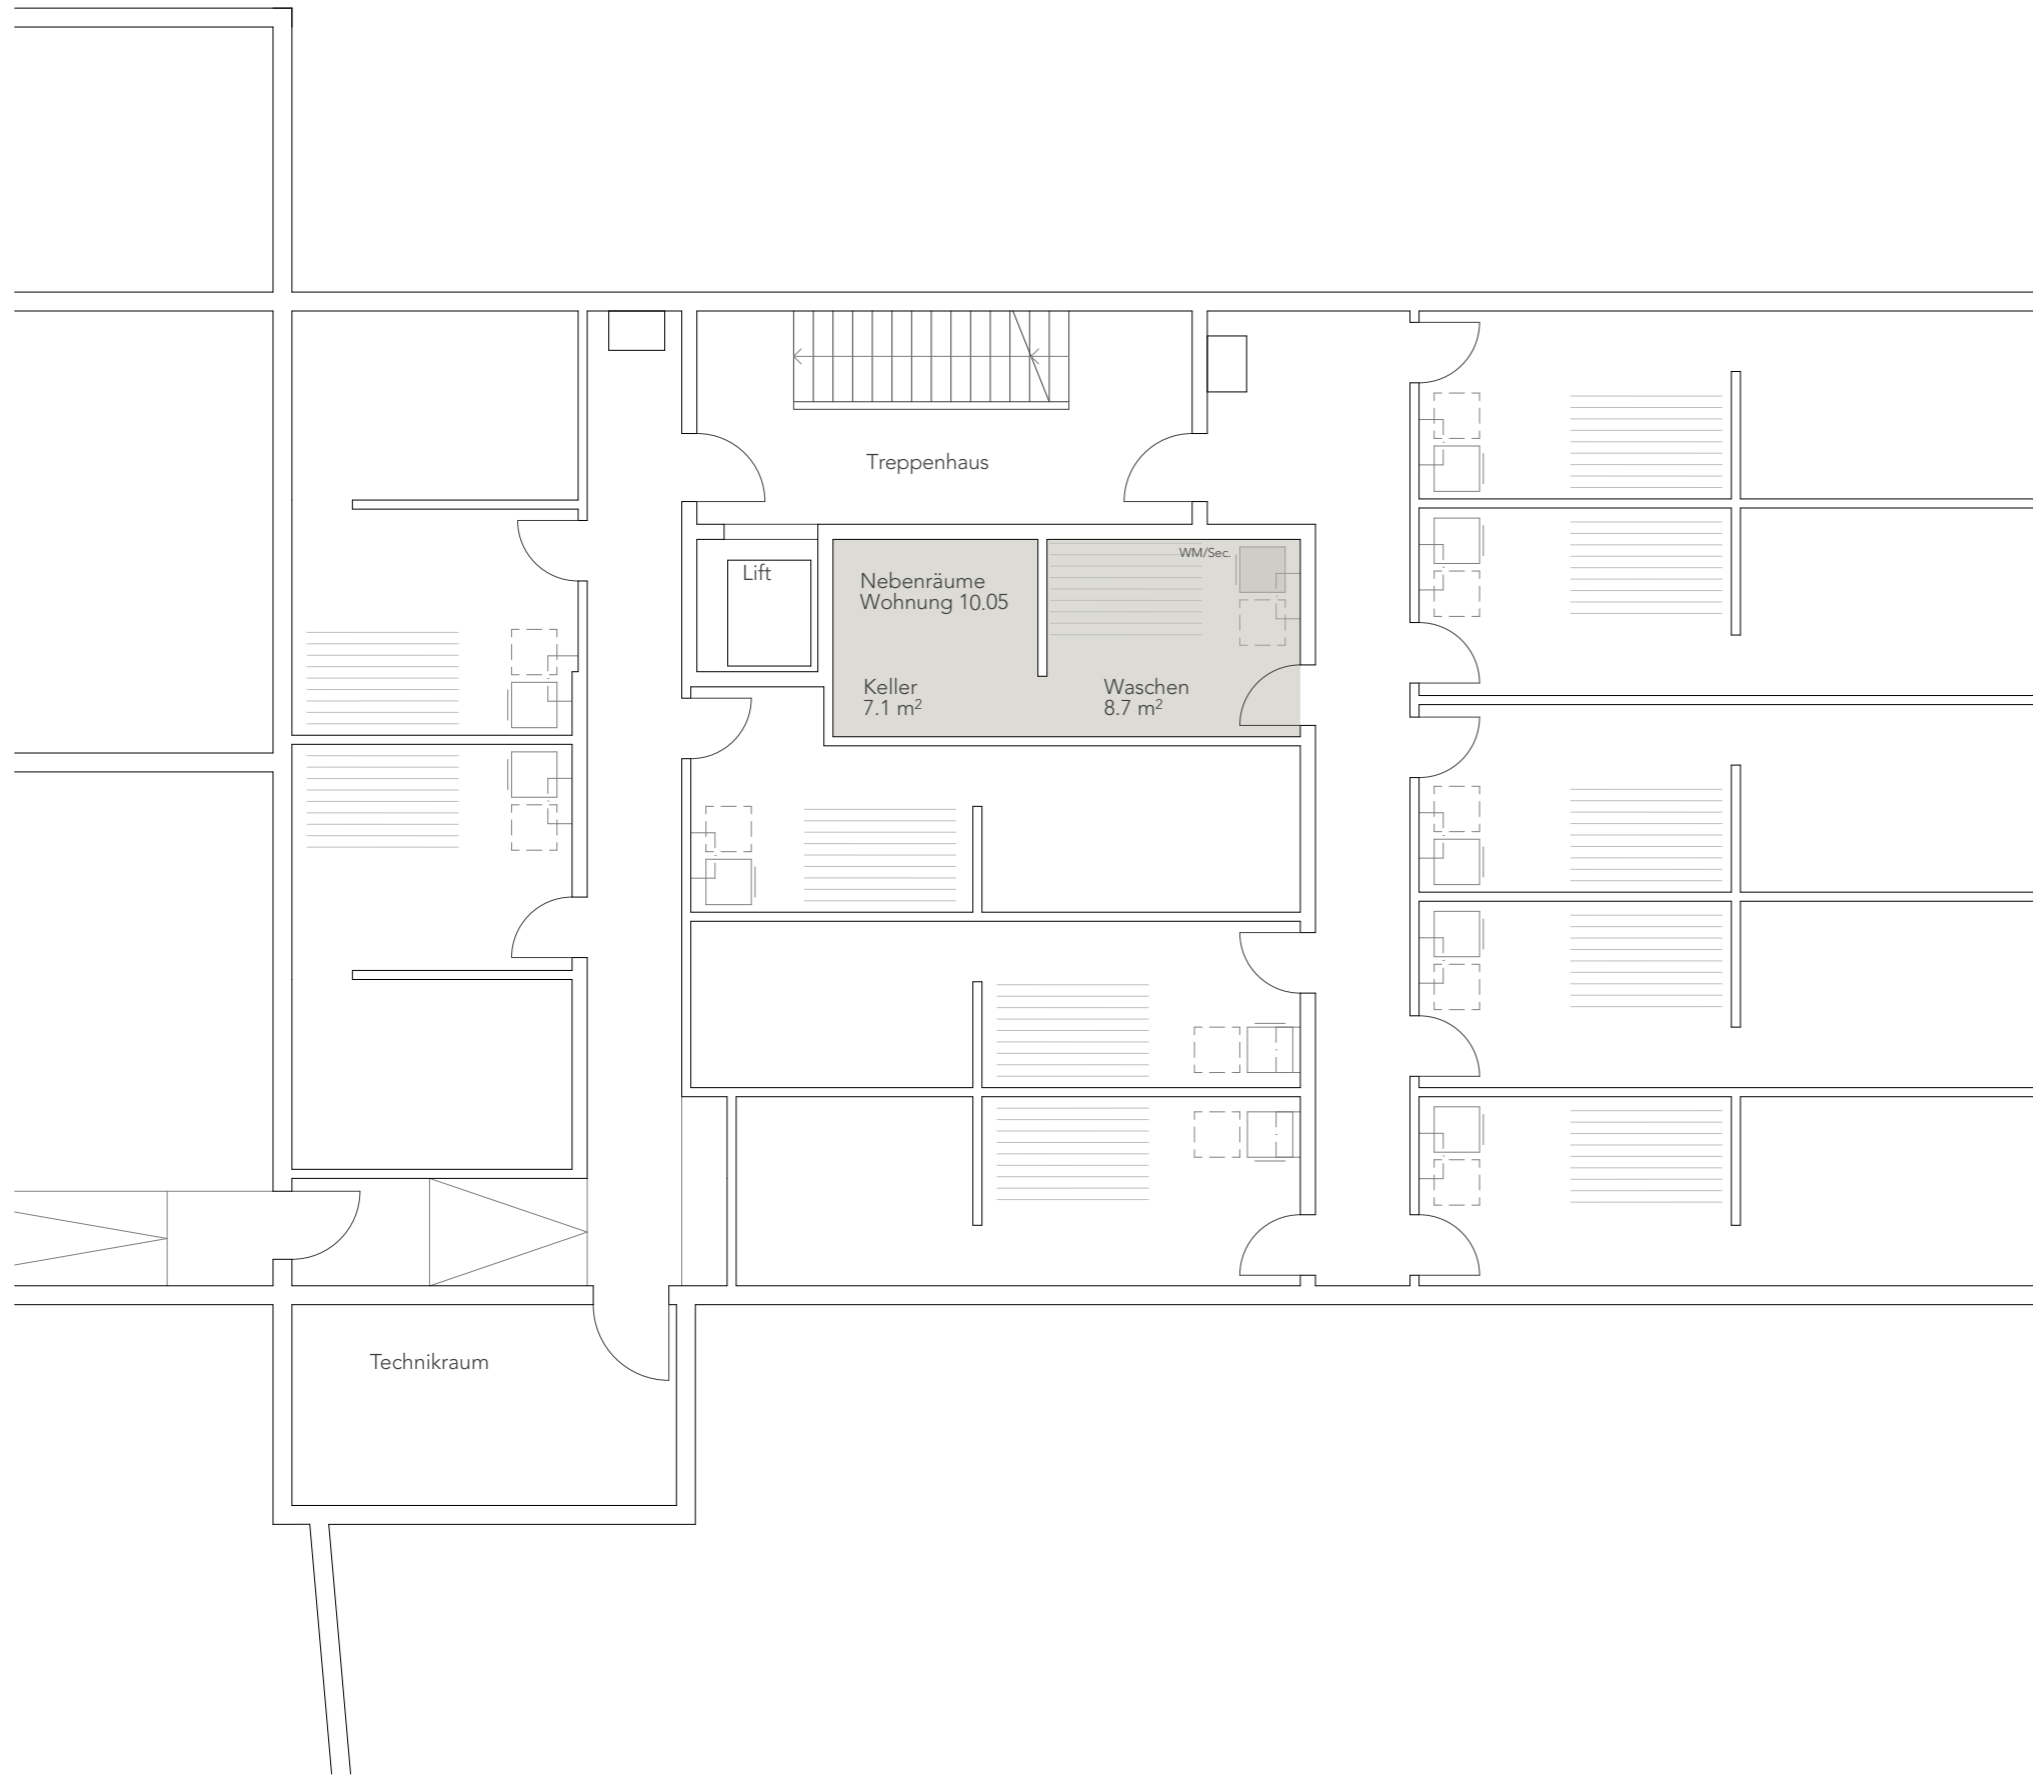 Treppenhaus
Lift
WM/Sec.
Nebenräume
Wohnung 10.05
Keller
7.1 m²
Waschen
8.7 m²
Technikraum